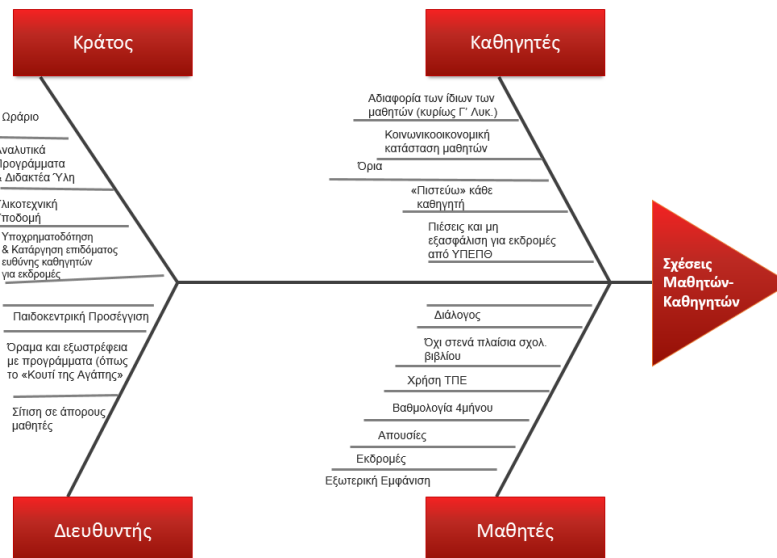 Κράτος
Ωράριο
Αναλυτικά
Προγράμματα
& Διδακτέα Ύλη
Υλικοτεχνική
Υποδομή
Υποχρηματοδότηση
& Κατάργηση επιδόματος
ευθύνης καθηγητών
για εκδρομές
Καθηγητές
Αδιαφορία των ίδιων των
μαθητών (κυρίως Γ' Λυκ.)
Κοινωνικοοικονομική
κατάσταση μαθητών
Όρια
«Πιστεύω» κάθε
καθηγητή
Πιέσεις και μη
εξασφάλιση για εκδρομές
από ΥΠΕΠΘ
Σχέσεις
Μαθητών-
Καθηγητών
Παιδοκεντρική Προσέγγιση
Όραμα και εξωστρέφεια
με προγράμματα (όπως
το «Κουτί της Αγάπης»
Σίτιση σε άπορους
μαθητές
Διευθυντής
Διάλογος
Όχι στενά πλαίσια σχολ.
βιβλίου
Χρήση ΤΠΕ
Βαθμολογία 4μήνου
Απουσίες
Εκδρομές
Εξωτερική Εμφάνιση
Μαθητές